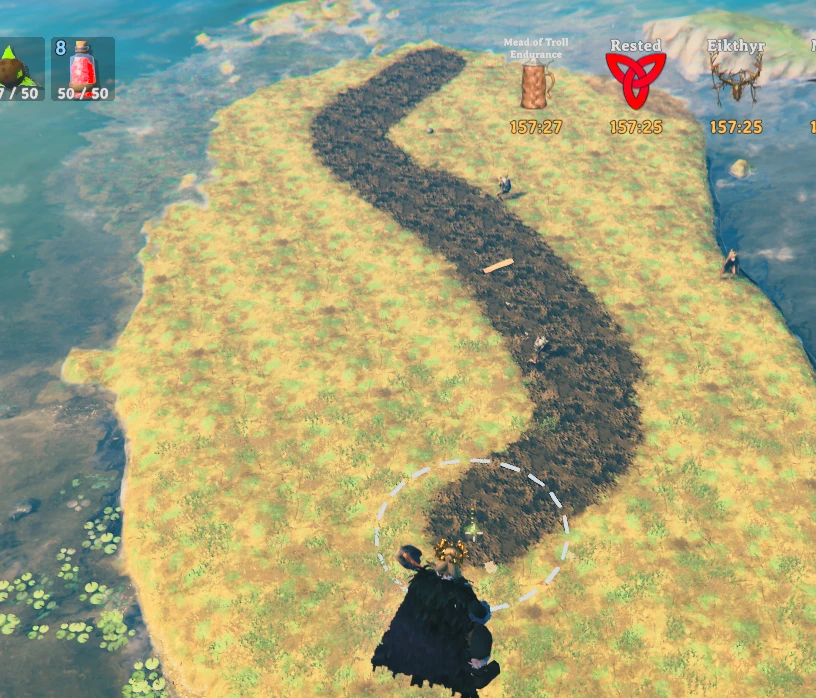 8
7 / 50
50 / 50
Mead of Troll
Endurance
Rested
Eikthyr
157:27
157:25
157:25